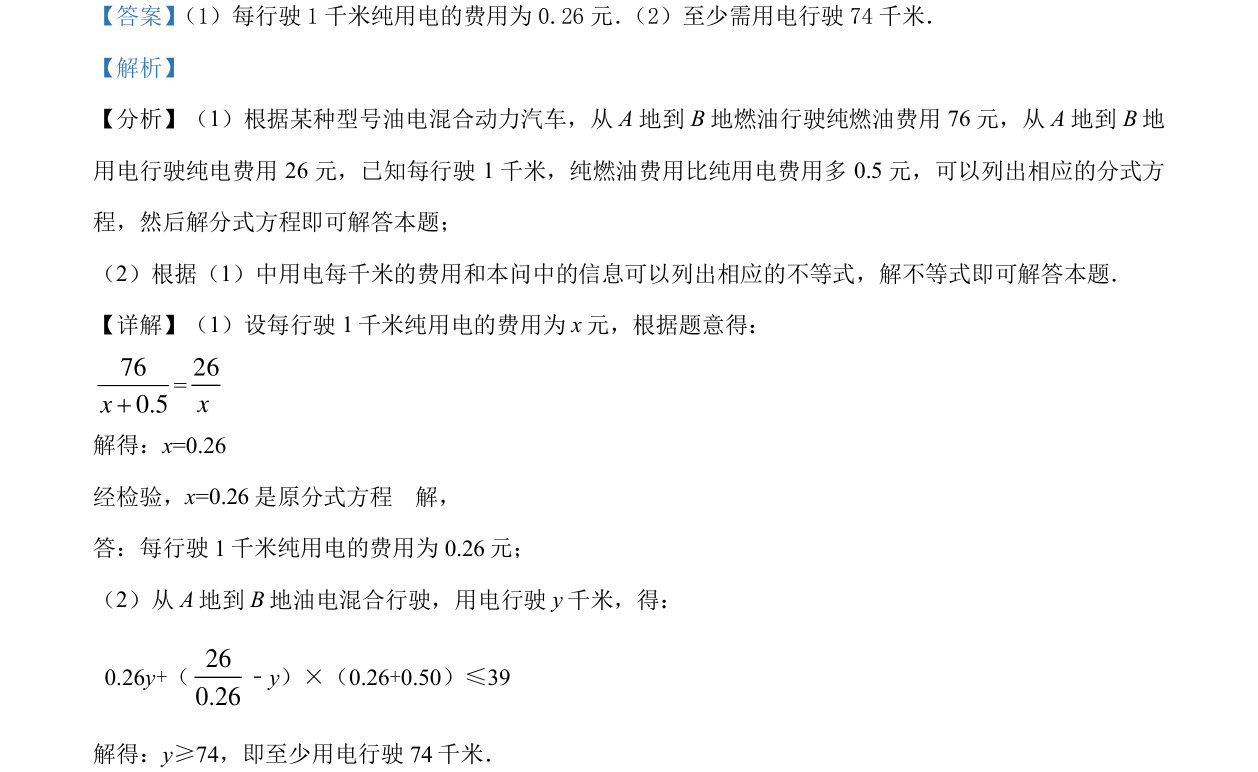 【答案】（1）每行驶 1 千米纯用电的费用为 0.26 元．（2）至少需用电行驶 74 千米．
【解析】
【分析】（1）根据某种型号油电混合动力汽车，从 A 地到 B 地燃油行驶纯燃油费用 76 元，从 A 地到 B 地
用电行驶纯电费用 26 元，已知每行驶 1 千米，纯燃油费用比纯用电费用多 0.5 元，可以列出相应的分式方
程，然后解分式方程即可解答本题；
（2）根据（1）中用电每千米的费用和本问中的信息可以列出相应的不等式，解不等式即可解答本题．
【详解】（1）设每行驶 1 千米纯用电的费用为 x 元，根据题意得：
76/(x+0.5) = 26/x
解得：x=0.26
经检验，x=0.26 是原分式方程 解，
答：每行驶 1 千米纯用电的费用为 0.26 元；
（2）从 A 地到 B 地油电混合行驶，用电行驶 y 千米，得：
0.26y+（26/0.26﹣y）×（0.26+0.50）≤39
解得：y≥74，即至少用电行驶 74 千米．